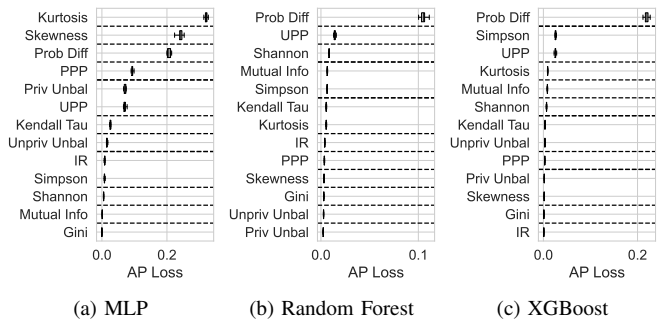 Kurtosis
Skewness
Prob Diff
PPP
Priv Unbal
UPP
Kendall Tau
Unpriv Unbal
IR
Simpson
Shannon
Mutual Info
Gini
0.0 0.2
AP Loss
(a) MLP
Prob Diff
UPP
Shannon
Mutual Info
Simpson
Kendall Tau
Kurtosis
IR
PPP
Skewness
Gini
Unpriv Unbal
Priv Unbal
0.0 0.1
AP Loss
(b) Random Forest
Prob Diff
Simpson
UPP
Kurtosis
Mutual Info
Shannon
Kendall Tau
Unpriv Unbal
PPP
Priv Unbal
Skewness
Gini
IR
0.0 0.2
AP Loss
(c) XGBoost